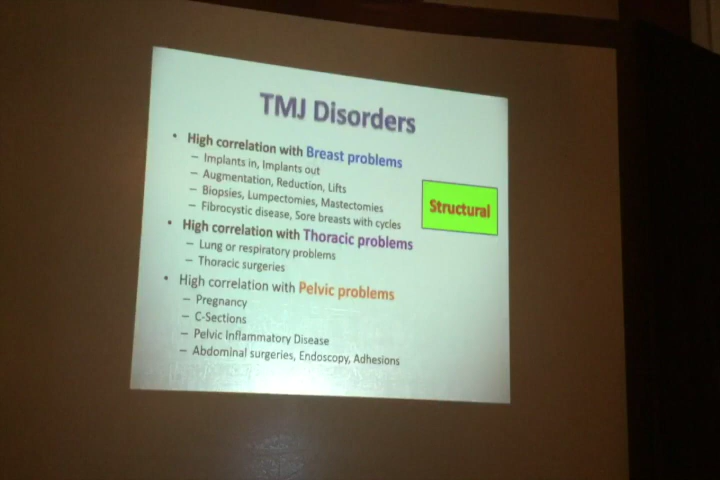 TMJ Disorders
• High correlation with Breast problems
– Implants in, Implants out
– Augmentation, Reduction, Lifts
– Biopsies, Lumpectomies, Mastectomies
– Fibrocystic disease, Sore breasts with cycles
Structural
• High correlation with Thoracic problems
– Lung or respiratory problems
– Thoracic surgeries
• High correlation with Pelvic problems
– Pregnancy
– C-Sections
– Pelvic Inflammatory Disease
– Abdominal surgeries, Endoscopy, Adhesions